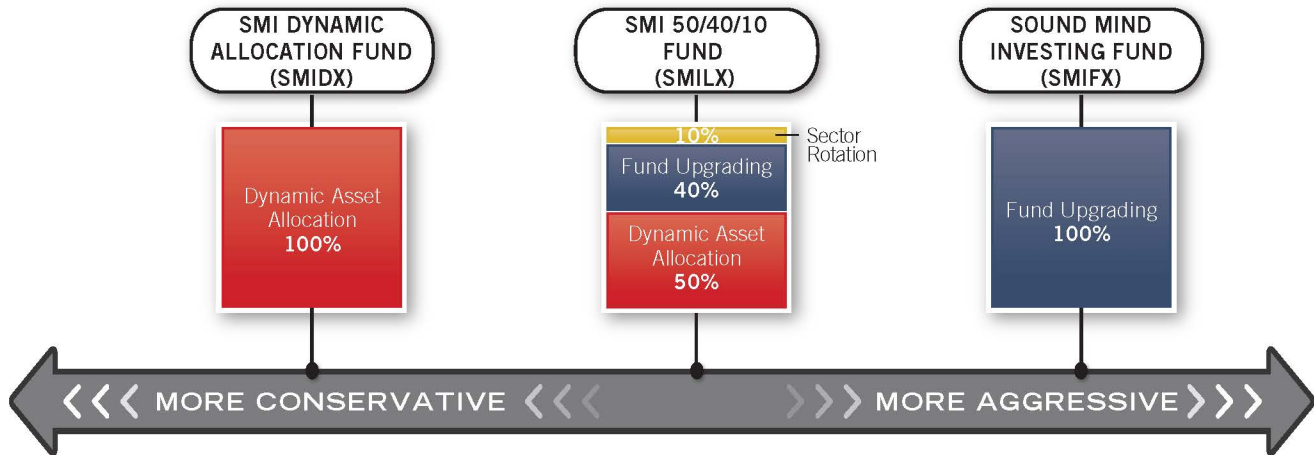 SMI DYNAMIC
ALLOCATION FUND
(SMIDX)
Dynamic Asset
Allocation
100%
SMI 50/40/10
FUND
(SMILX)
10%
Sector
Rotation
Fund Upgrading
40%
Dynamic Asset
Allocation
50%
SOUND MIND
INVESTING FUND
(SMIFX)
Fund Upgrading
100%
MORE CONSERVATIVE
MORE AGGRESSIVE